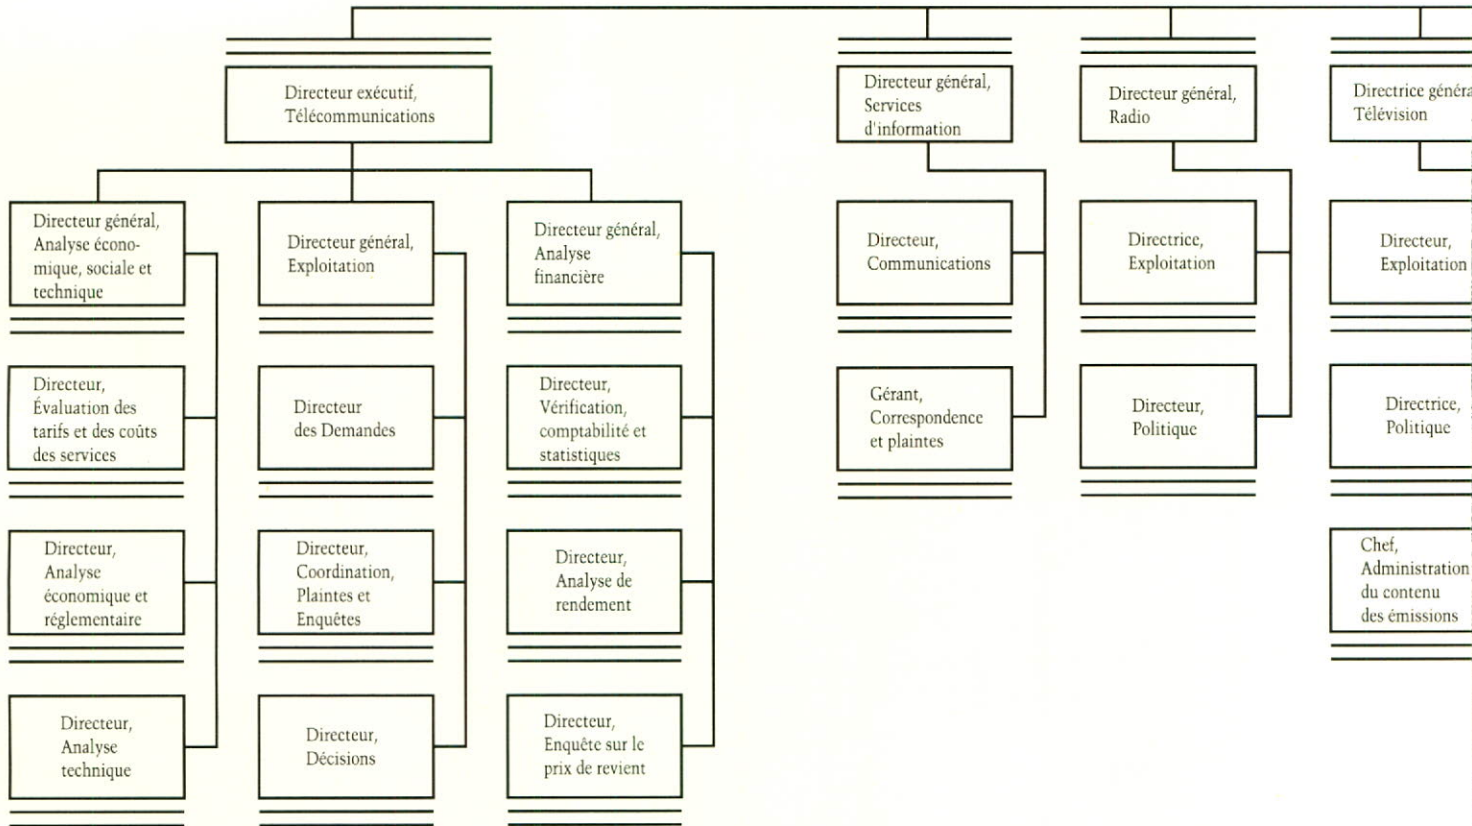 Directeur exécutif,
Télécommunications
Directeur général,
Services
d'information
Directeur général,
Radio
Directrice généra
Télévision
Directeur général,
Analyse écono-
mique, sociale et
technique
Directeur général,
Exploitation
Directeur général,
Analyse
financière
Directeur,
Communications
Directrice,
Exploitation
Directeur,
Exploitation
Directeur,
Évaluation des
tarifs et des coûts
des services
Directeur
des Demandes
Directeur,
Vérification,
comptabilité et
statistiques
Gérant,
Correspondence
et plaintes
Directeur,
Politique
Directrice,
Politique
Directeur,
Analyse
économique et
réglementaire
Directeur,
Coordination,
Plaintes et
Enquêtes
Directeur,
Analyse de
rendement
Chef,
Administration
du contenu
des émissions
Directeur,
Analyse
technique
Directeur,
Décisions
Directeur,
Enquête sur le
prix de revient